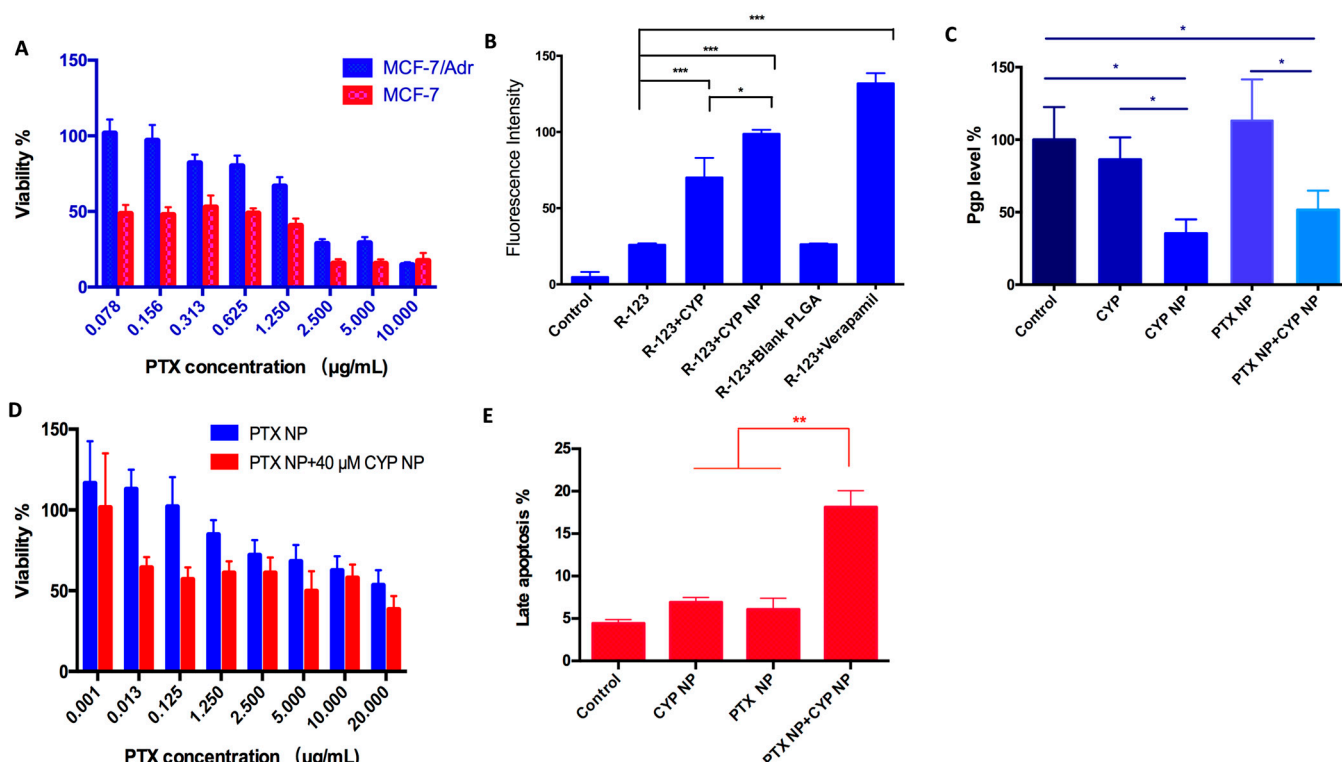 A
MCF-7/Adr
MCF-7
150
100
50
0
Viability %
0.078
0.156
0.313
0.625
1.250
2.500
5.000
10.000
PTX concentration (µg/mL)
B
***
***
***
*
150
100
50
0
Fluorescence Intensity
Control
R-123
R-123+CYP
R-123+CYP NP
R-123+Blank PLGA
R-123+Verapamil
C
*
*
*
*
150
100
50
0
Pgp level %
Control
CYP
CYP NP
PTX NP
PTX NP+CYP NP
D
PTX NP
PTX NP+40 µM CYP NP
150
100
50
0
Viability %
0.001
0.013
0.125
1.250
2.500
5.000
10.000
20.000
PTX concentration (µg/mL)
E
**
25
20
15
10
5
0
Late apoptosis %
Control
CYP NP
PTX NP
PTX NP+CYP NP